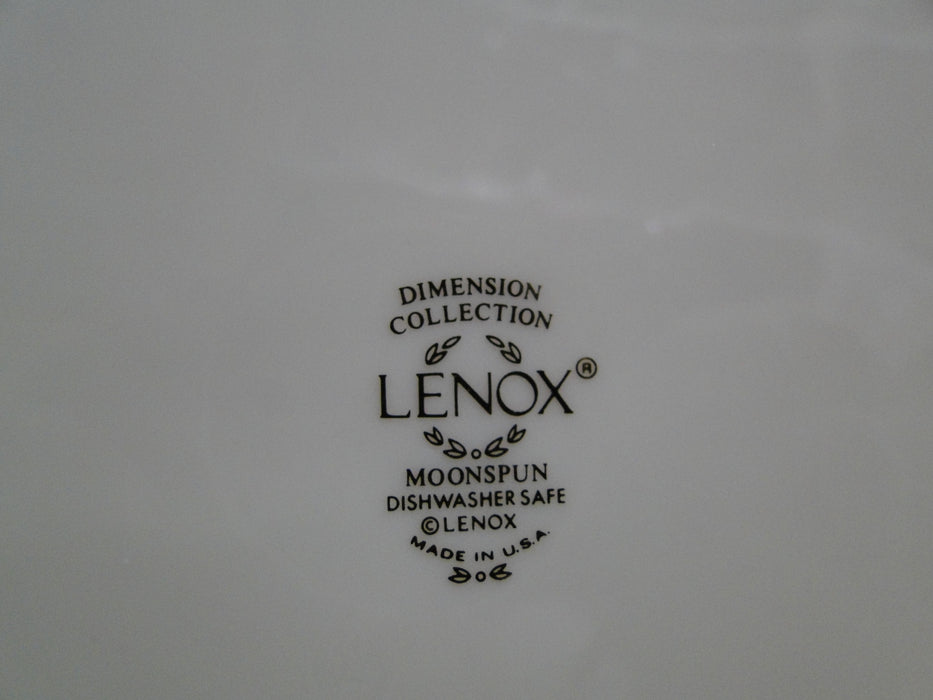 DIMENSION
COLLECTION
LENOX®
MOONSPUN
DISHWASHER SAFE
©LENOX
MADE IN U.S.A.